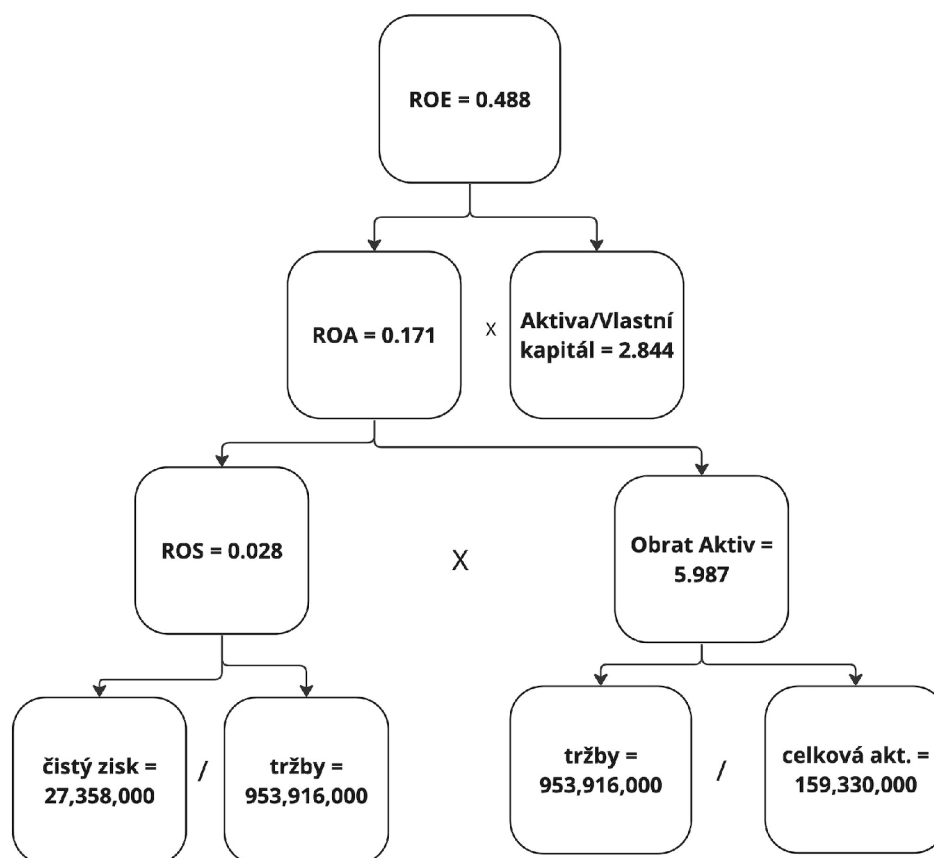 ROE = 0.488
ROA = 0.171
X
Aktiva/Vlastní
kapitál = 2.844
ROS = 0.028
X
Obrat Aktiv =
5.987
čistý zisk =
27,358,000
/
tržby =
953,916,000
tržby =
953,916,000
/
celková akt. =
159,330,000